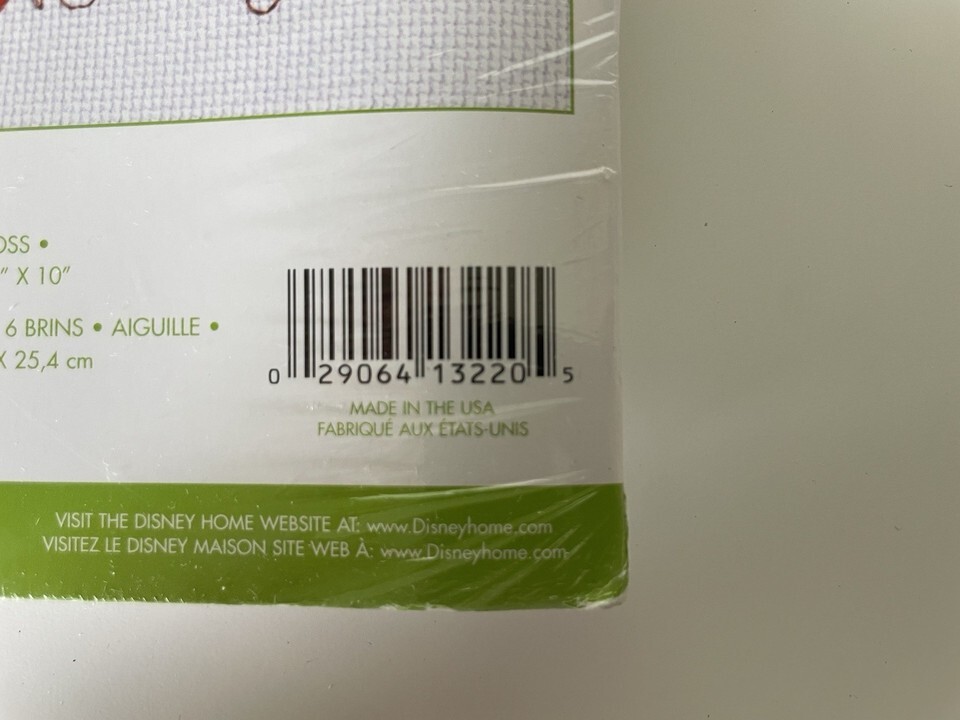 OSS •
" X 10"
6 BRINS • AIGUILLE •
X 25,4 cm
0 29064 13220 5
MADE IN THE USA
FABRIQUÉ AUX ÉTATS-UNIS
VISIT THE DISNEY HOME WEBSITE AT: www.Disneyhome.com
VISITEZ LE DISNEY MAISON SITE WEB À: www.Disneyhome.com